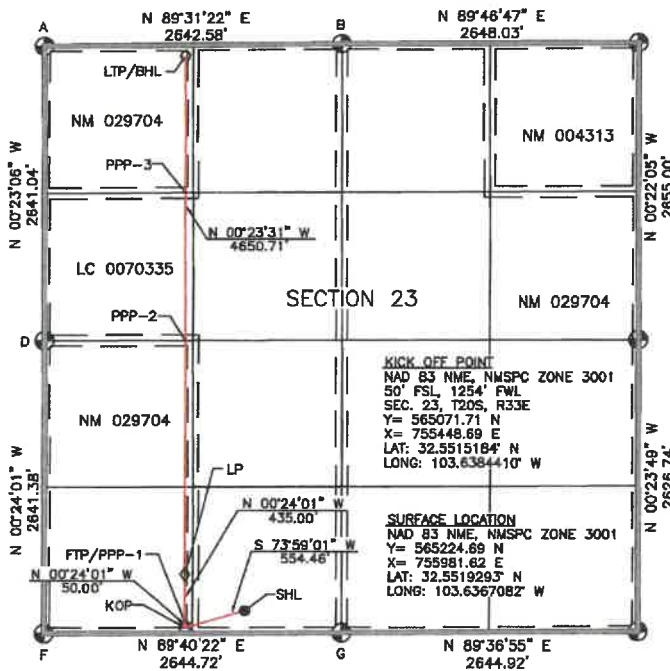 A
N 89°31'22" E
2642.58'
B
N 89°46'47" E
2648.03'
LTP/BHL
NM 029704
NM 004313
N 00°23'06" W
2641.04'
PPP-3
N 00°22'05" W
2655.00'
N 00°23'31" W
4650.71'
LC 0070335
SECTION 23
NM 029704
PPP-2
D
KICK OFF POINT
NAD 83 NME, NMSPC ZONE 3001
50' FSL, 1254' FWL
SEC. 23, T20S, R33E
Y= 565071.71 N
X= 755448.69 E
LAT: 32.5515184° N
LONG: 103.6384410° W
NM 029704
N 00°24'01" W
2641.38'
LP
N 00°24'01" W
435.00'
N 00°23'49" W
2626.74'
SURFACE LOCATION
NAD 83 NME, NMSPC ZONE 3001
Y= 565224.69 N
X= 755981.62 E
LAT: 32.5519293° N
LONG: 103.6367082° W
FTP/PPP-1
S 73°59'01" W
554.46'
N 00°24'01" W
50.00'
KOP
SHL
F
N 89°40'22" E
2644.72'
G
N 89°36'55" E
2644.92'